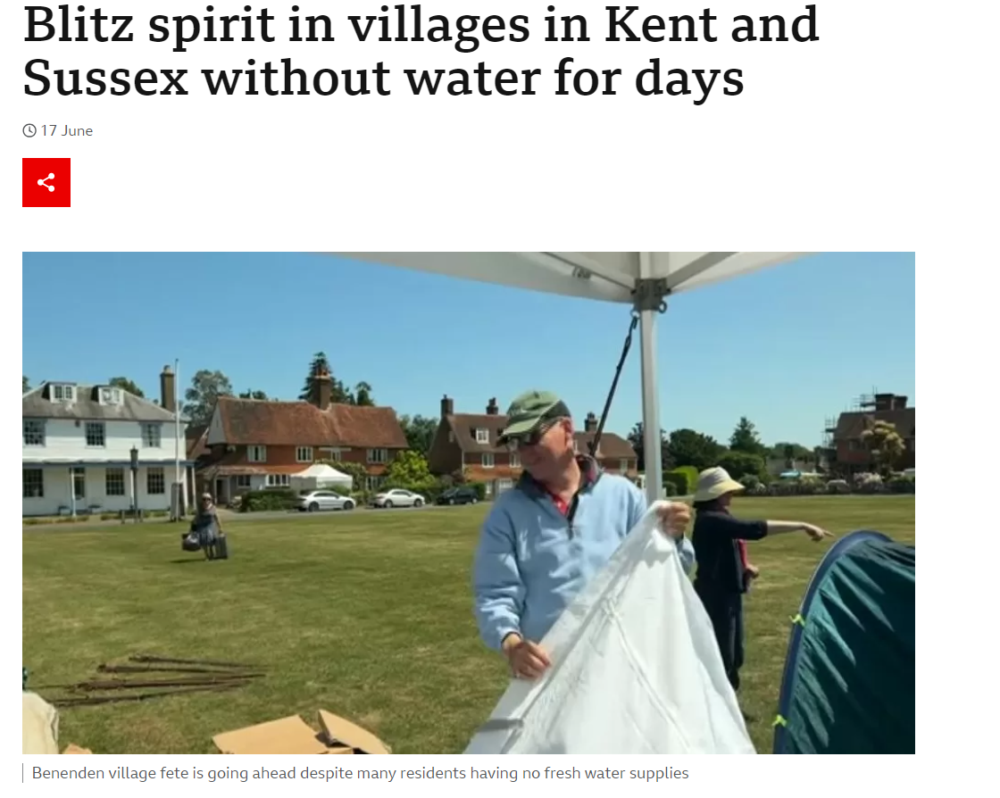 Blitz spirit in villages in Kent and
Sussex without water for days
17 June
Benenden village fete is going ahead despite many residents having no fresh water supplies